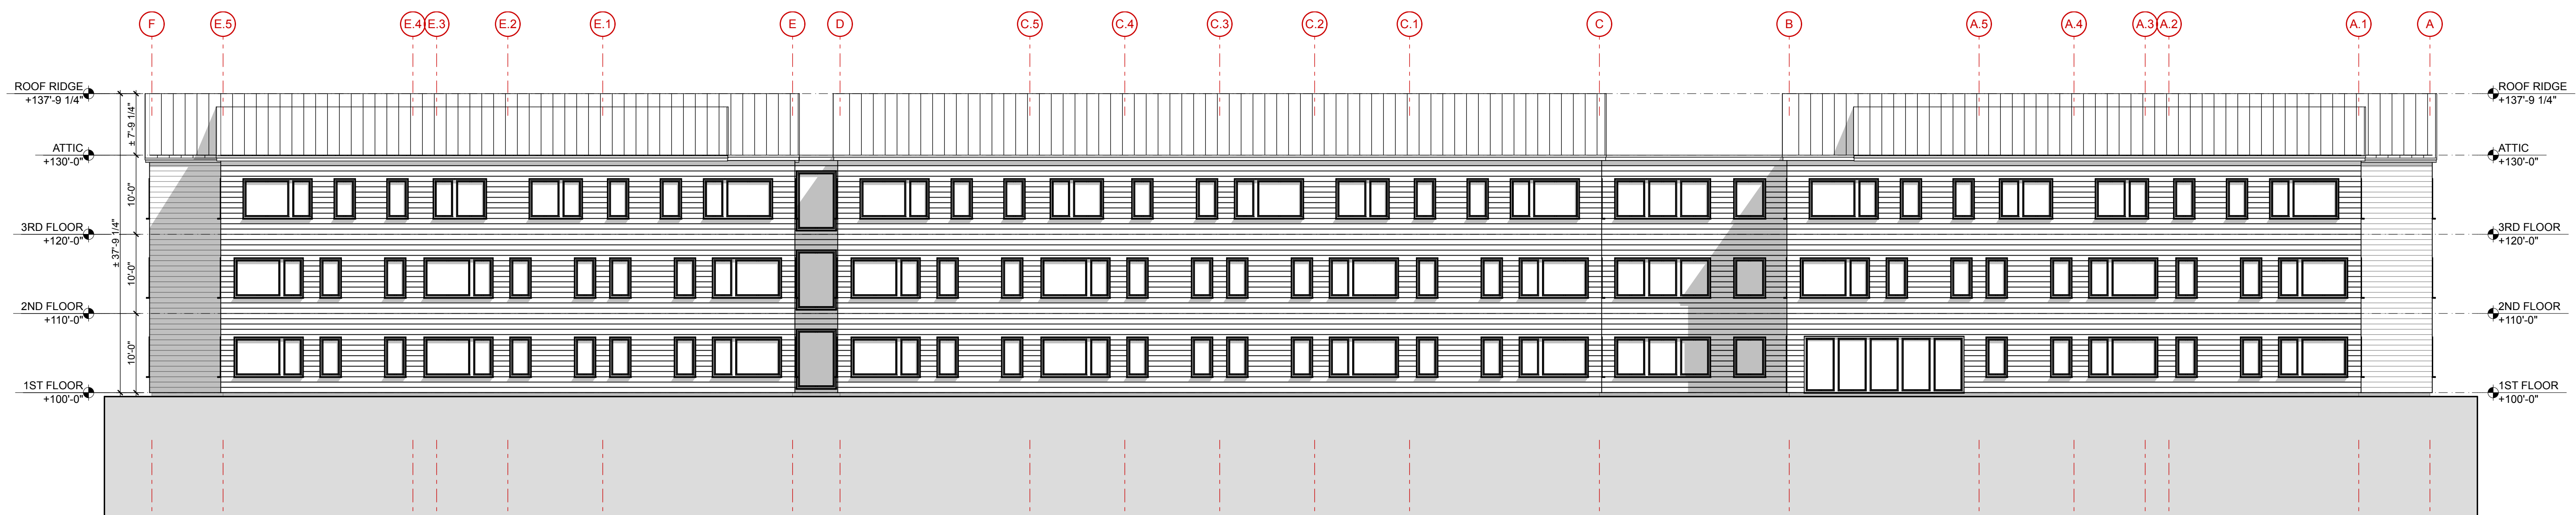 F E.5 E.4 E.3 E.2 E.1 E D C.5 C.4 C.3 C.2 C.1 C B A.5 A.4 A.3 A.2 A.1 A
ROOF RIDGE
+137'-9 1/4"
ATTIC
+130'-0"
3RD FLOOR
+120'-0"
2ND FLOOR
+110'-0"
1ST FLOOR
+100'-0"
± 37'-9 1/4"
± 7'-9 1/4"
10'-0"
10'-0"
10'-0"
ROOF RIDGE
+137'-9 1/4"
ATTIC
+130'-0"
3RD FLOOR
+120'-0"
2ND FLOOR
+110'-0"
1ST FLOOR
+100'-0"